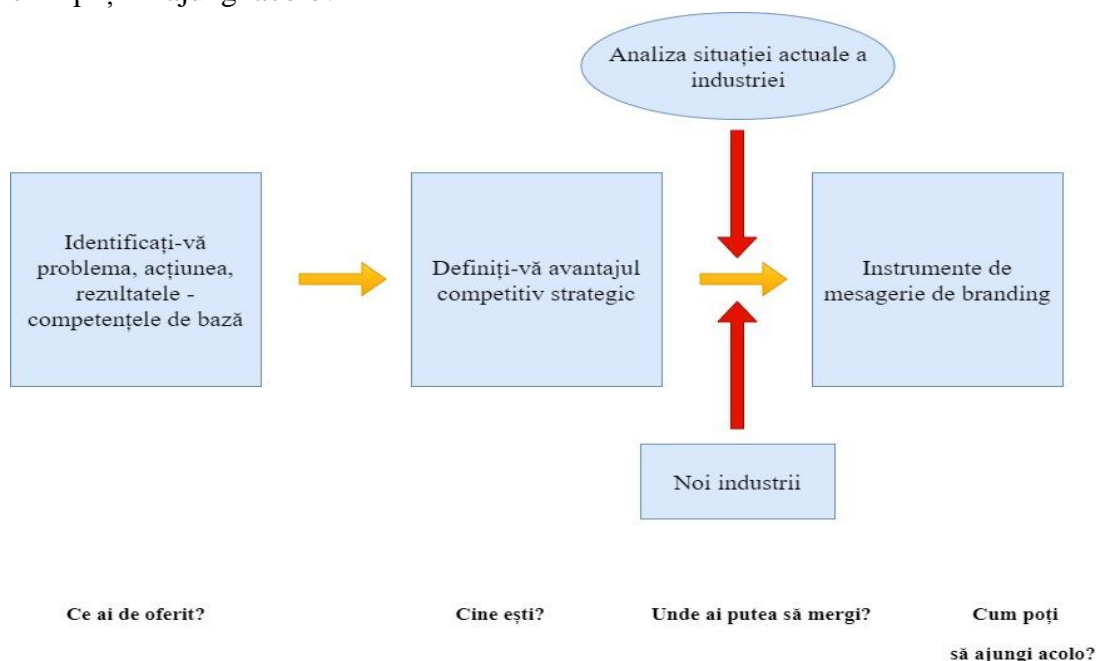 Analiza situației actuale a
industriei
Identificați-vă
problema, acțiunea,
rezultatele -
competențele de bază
Definiți-vă avantajul
competitiv strategic
Instrumente de
mesagerie de branding
Noi industrii
Ce ai de oferit?
Cine ești?
Unde ai putea să mergi?
Cum poți
să ajungi acolo?